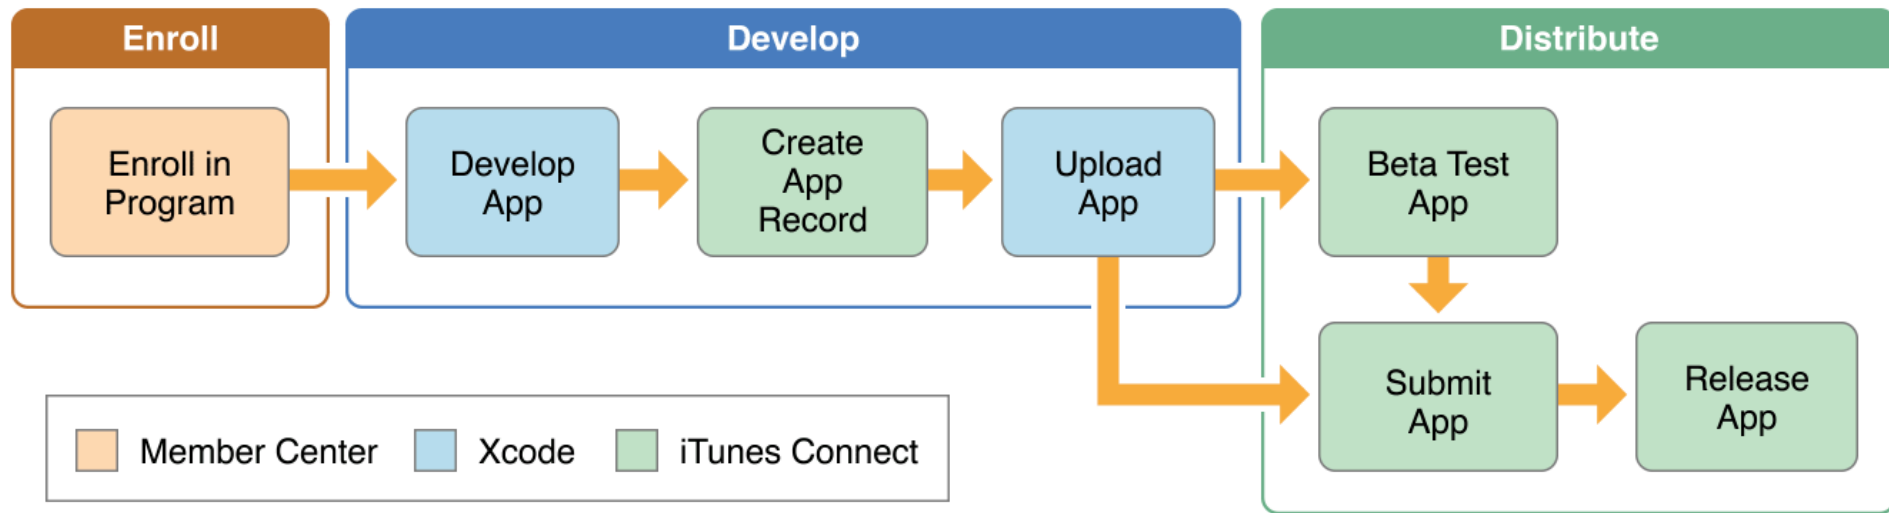 Enroll
Develop
Distribute
Enroll in
Program
Develop
App
Create
App
Record
Upload
App
Beta Test
App
Submit
App
Release
App
Member Center
Xcode
iTunes Connect